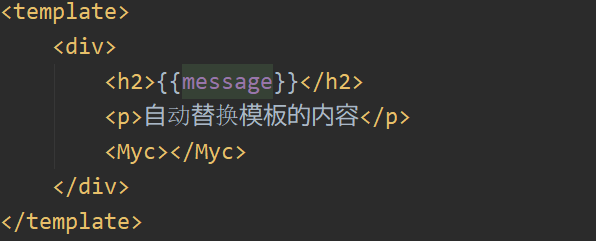 <template>
<div>
<h2>{{message}}</h2>
<p>自动替换模板的内容</p>
<Myc></Myc>
</div>
</template>